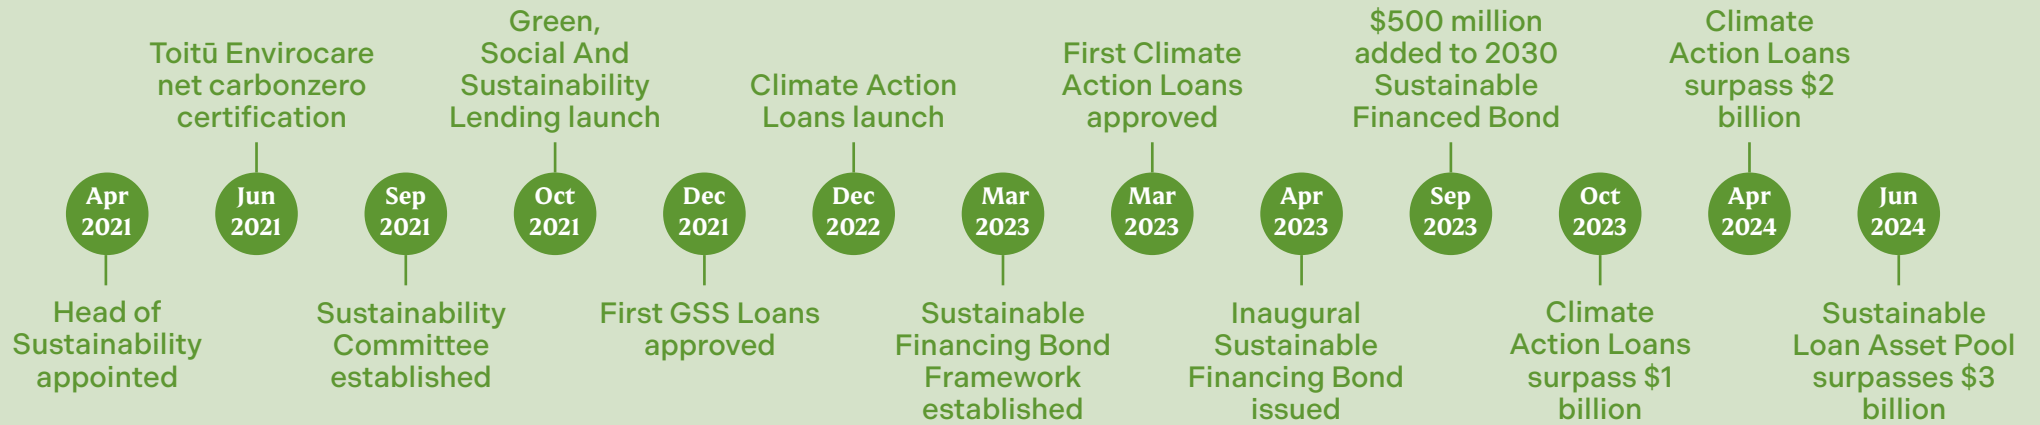 Apr
2021
Head of
Sustainability
appointed
Toitū Envirocare
net carbonzero
certification
Jun
2021
Sep
2021
Sustainability
Committee
established
Green,
Social And
Sustainability
Lending launch
Oct
2021
Dec
2021
First GSS Loans
approved
Climate Action
Loans launch
Dec
2022
Mar
2023
Sustainable
Financing Bond
Framework
established
First Climate
Action Loans
approved
Mar
2023
Apr
2023
Inaugural
Sustainable
Financing Bond
issued
$500 million
added to 2030
Sustainable
Financed Bond
Sep
2023
Oct
2023
Climate
Action Loans
surpass $1
billion
Climate
Action Loans
surpass $2
billion
Apr
2024
Jun
2024
Sustainable
Loan Asset Pool
surpasses $3
billion